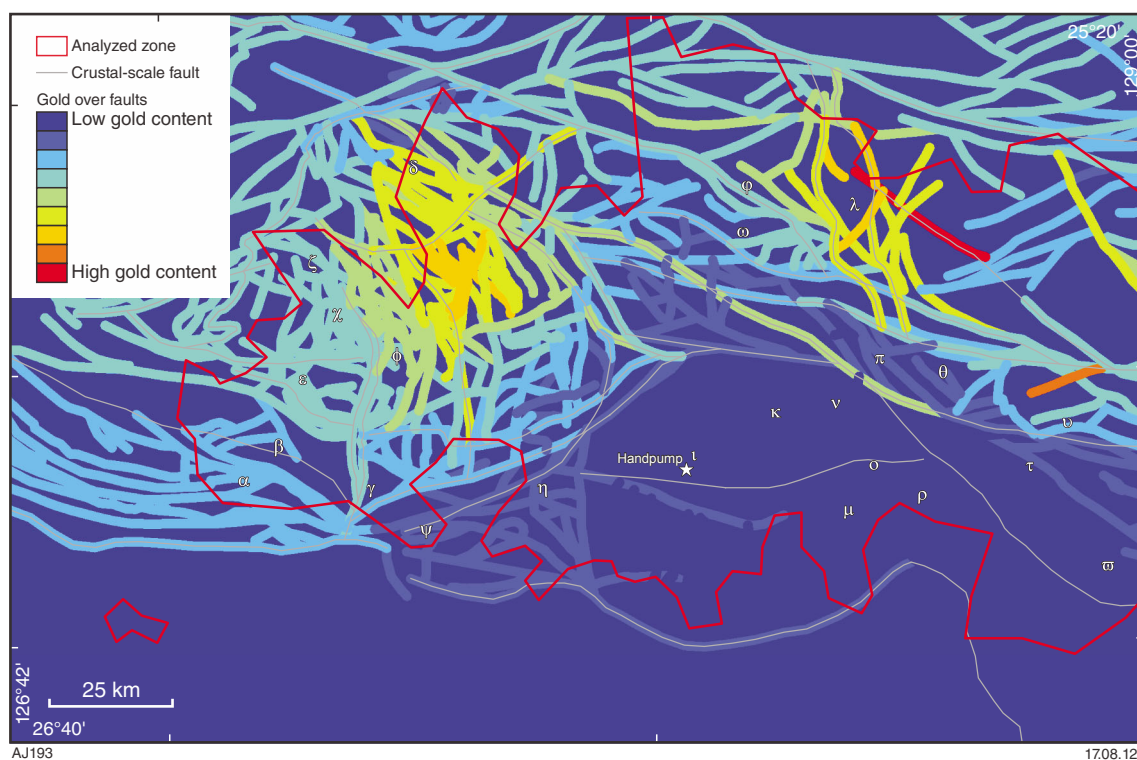 Analyzed zone
Crustal-scale fault
Gold over faults
Low gold content
High gold content
25°20'
129°00'
δ
φ
λ
ω
ζ
χ
ϕ
π
θ
ε
κ
ν
υ
β
Handpump
ι
ο
τ
α
γ
η
ρ
μ
ψ
ϖ
126°42'
25 km
26°40'
AJ193
17.08.12